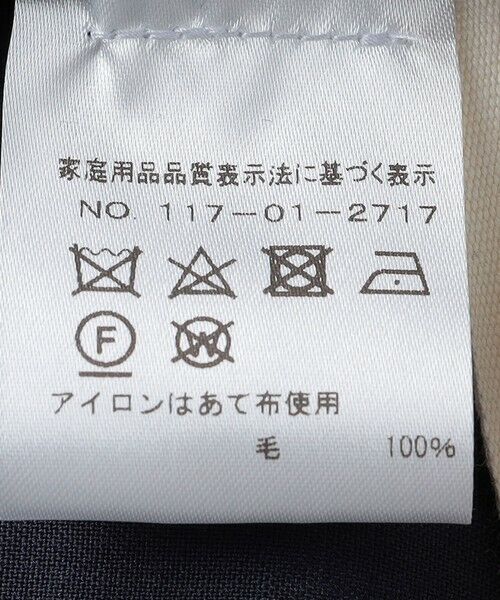 家庭用品品質表示法に基づく表示
NO. 117-01-2717
F W
アイロンはあて布使用
毛 100%